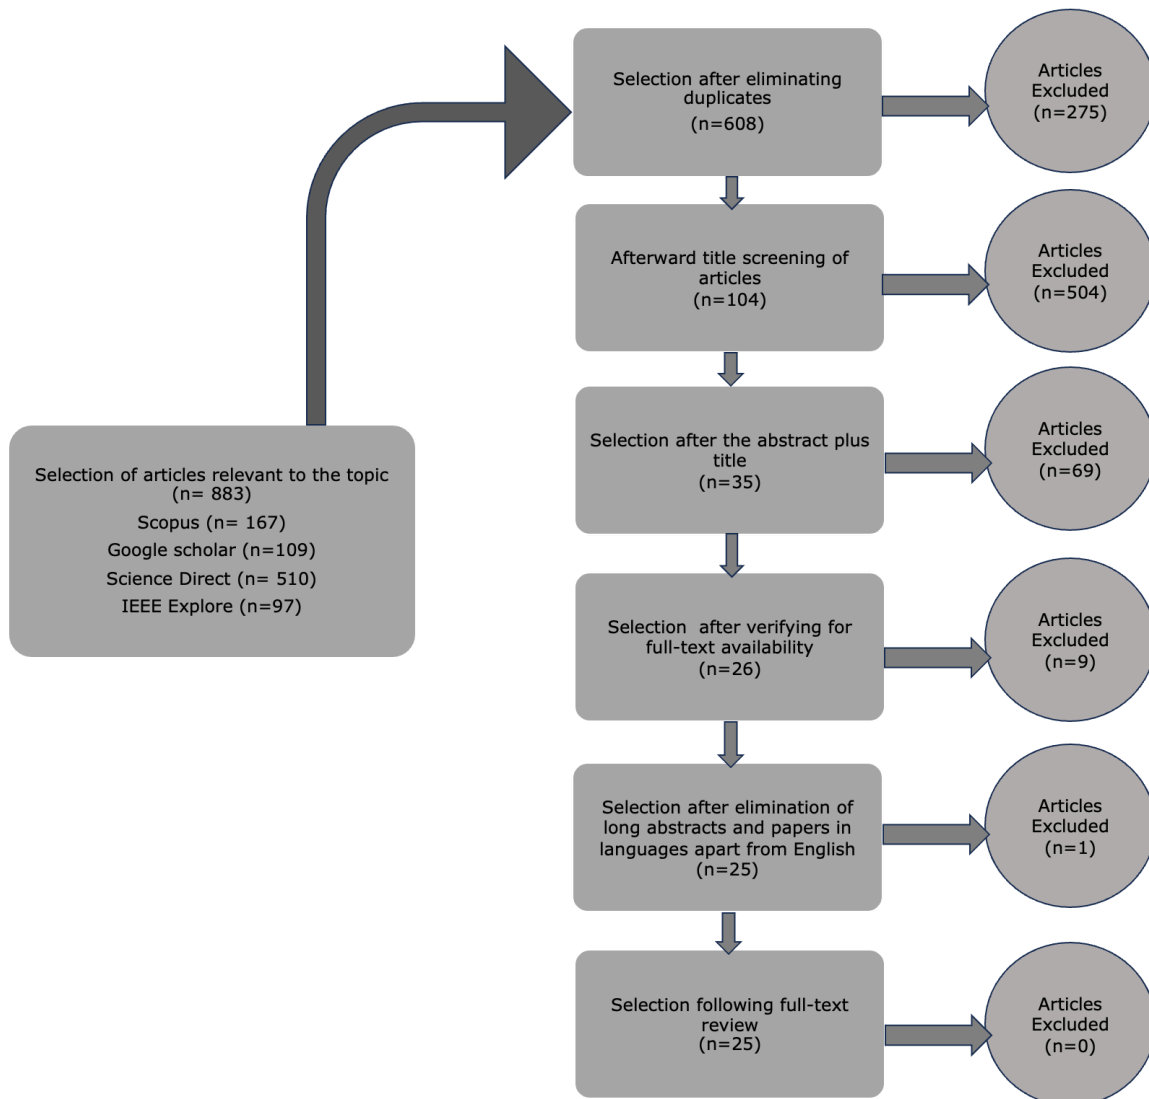 Selection of articles relevant to the topic
(n= 883)
Scopus (n= 167)
Google scholar (n=109)
Science Direct (n= 510)
IEEE Explore (n=97)
Selection after eliminating
duplicates
(n=608)
Articles
Excluded
(n=275)
Afterward title screening of
articles
(n=104)
Articles
Excluded
(n=504)
Selection after the abstract plus
title
(n=35)
Articles
Excluded
(n=69)
Selection  after verifying for
full-text availability
(n=26)
Articles
Excluded
(n=9)
Selection after elimination of
long abstracts and papers in
languages apart from English
(n=25)
Articles
Excluded
(n=1)
Selection following full-text
review
(n=25)
Articles
Excluded
(n=0)